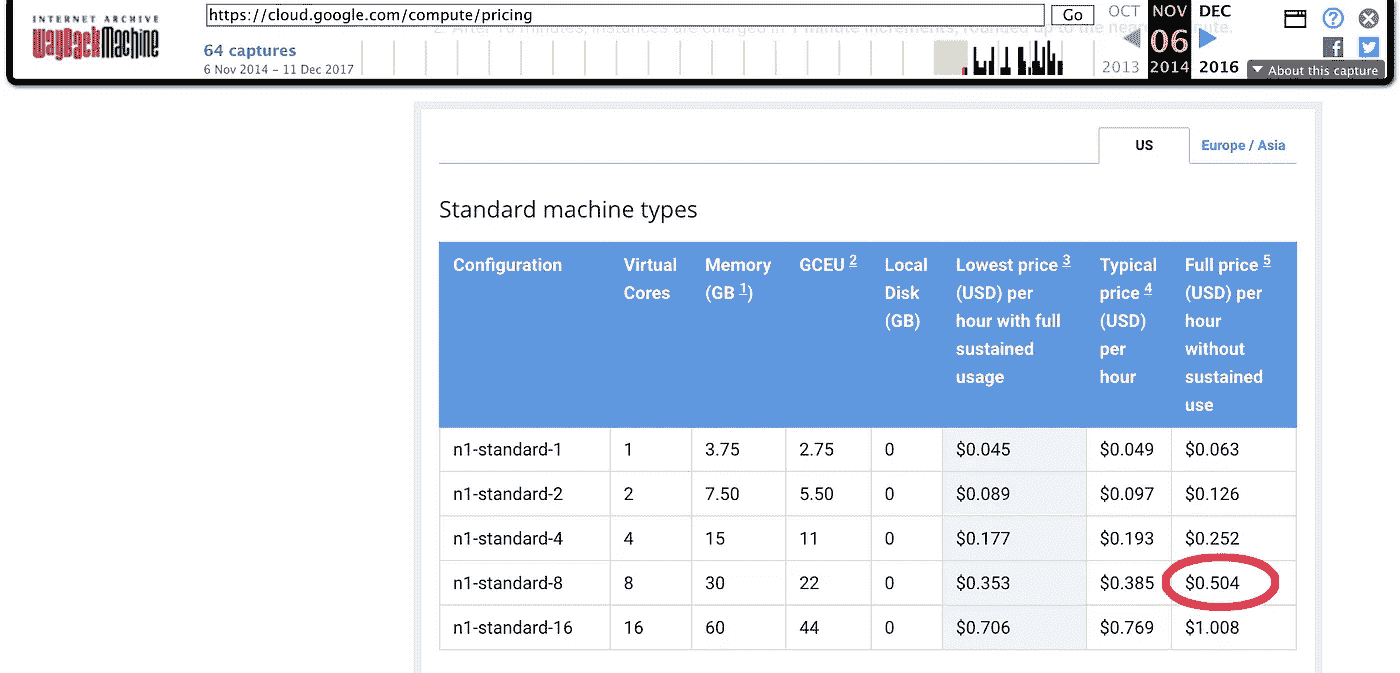 INTERNET ARCHIVE
WayBackMachine
https://cloud.google.com/compute/pricing
Go
OCT NOV DEC
06
2013 2014 2016
64 captures
6 Nov 2014 – 11 Dec 2017
2. After 10 minutes, instances are charged in 1 minute increments, rounded up to the nearest minute.
About this capture
US
Europe / Asia
Standard machine types
Configuration Virtual Cores Memory (GB 1) GCEU 2 Local Disk (GB) Lowest price 3 (USD) per hour with full sustained usage Typical price 4 (USD) per hour Full price 5 (USD) per hour without sustained use
n1-standard-1 1 3.75 2.75 0 $0.045 $0.049 $0.063
n1-standard-2 2 7.50 5.50 0 $0.089 $0.097 $0.126
n1-standard-4 4 15 11 0 $0.177 $0.193 $0.252
n1-standard-8 8 30 22 0 $0.353 $0.385 $0.504
n1-standard-16 16 60 44 0 $0.706 $0.769 $1.008